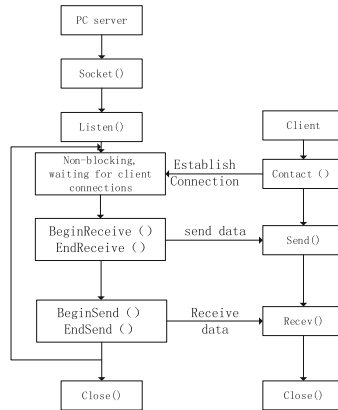 PC server
Socket()
Listen()
Client
Non-blocking,
waiting for client
connections
Establish
Connection
Contact ()
BeginReceive ()
EndReceive ()
send data
Send()
BeginSend ()
EndSend ()
Receive
data
Recev()
Close()
Close()